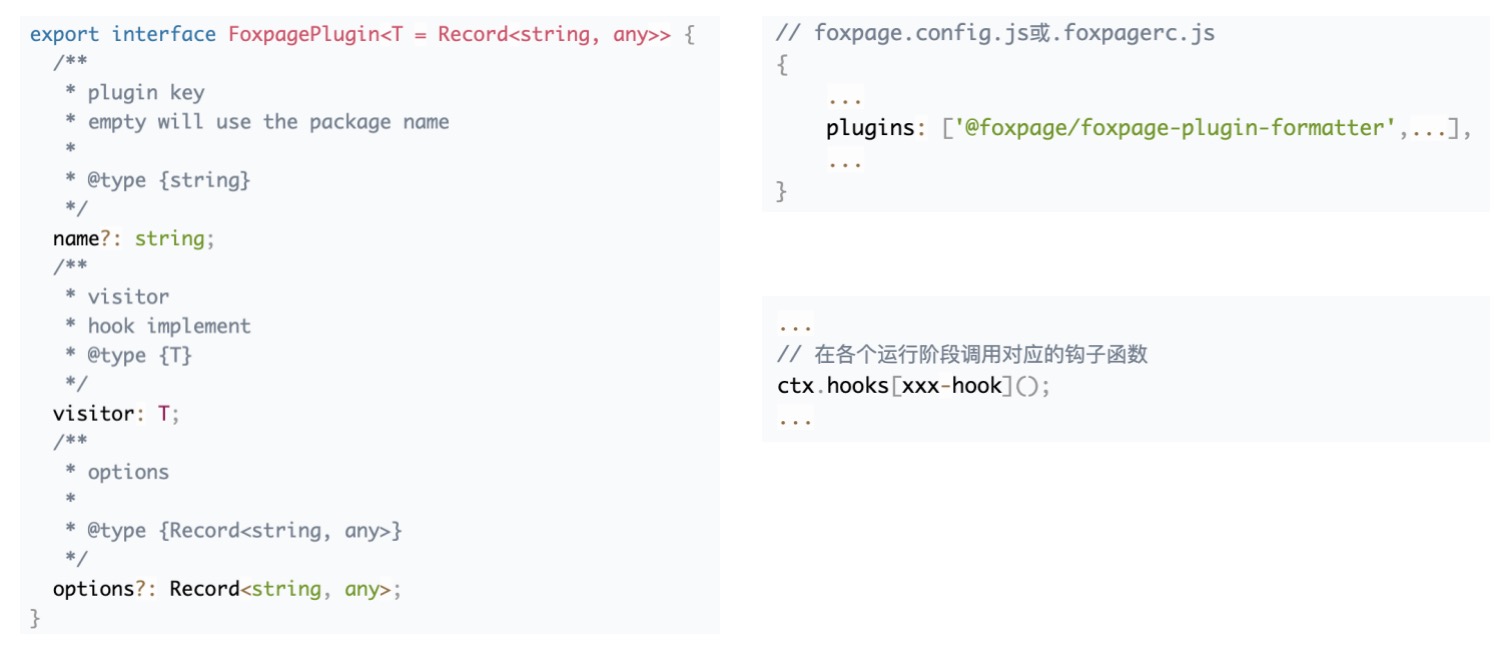 export interface FoxpagePlugin<T = Record<string, any>> {
  /**
   * plugin key
   * empty will use the package name
   *
   * @type {string}
   */
  name?: string;
  /**
   * visitor
   * hook implement
   * @type {T}
   */
  visitor: T;
  /**
   * options
   *
   * @type {Record<string, any>}
   */
  options?: Record<string, any>;
}
// foxpage.config.js或.foxpagerc.js
{
    ...
    plugins: ['@foxpage/foxpage-plugin-formatter',...],
    ...
}
...
// 在各个运行阶段调用对应的钩子函数
ctx.hooks[xxx-hook]();
...